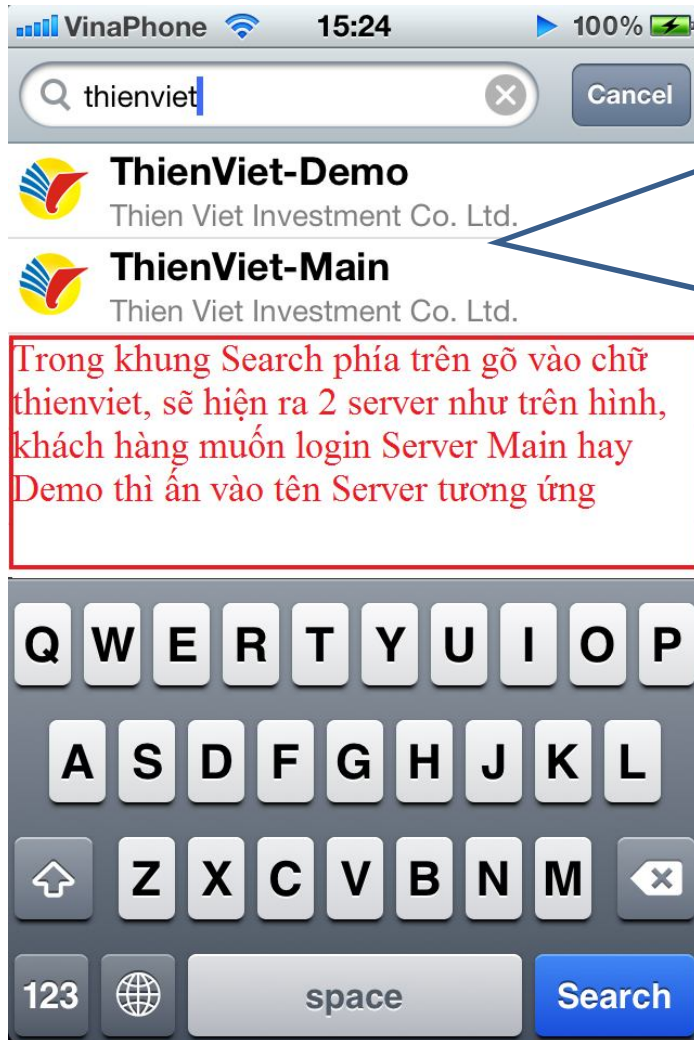 VinaPhone 15:24 100%
thienviet Cancel
ThienViet-Demo
Thien Viet Investment Co. Ltd.
ThienViet-Main
Thien Viet Investment Co. Ltd.
Trong khung Search phía trên gõ vào chữ
thienviet, sẽ hiện ra 2 server như trên hình,
khách hàng muốn login Server Main hay
Demo thì ấn vào tên Server tương ứng
Q W E R T Y U I O P
A S D F G H J K L
Z X C V B N M
123 space Search